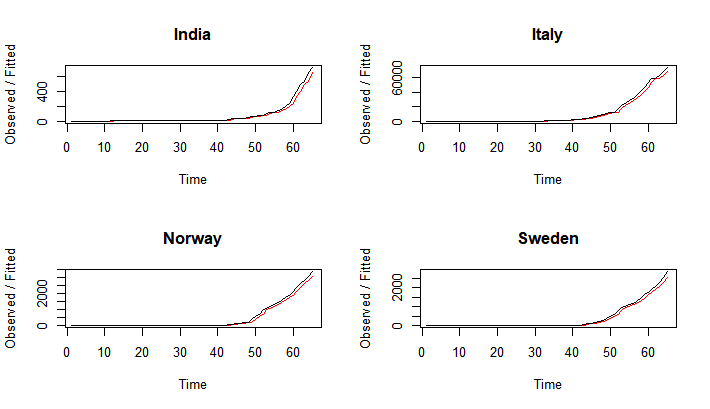 India
Observed / Fitted
0 400
0 10 20 30 40 50 60
Time
Italy
Observed / Fitted
0 60000
0 10 20 30 40 50 60
Time
Norway
Observed / Fitted
0 2000
0 10 20 30 40 50 60
Time
Sweden
Observed / Fitted
0 2000
0 10 20 30 40 50 60
Time